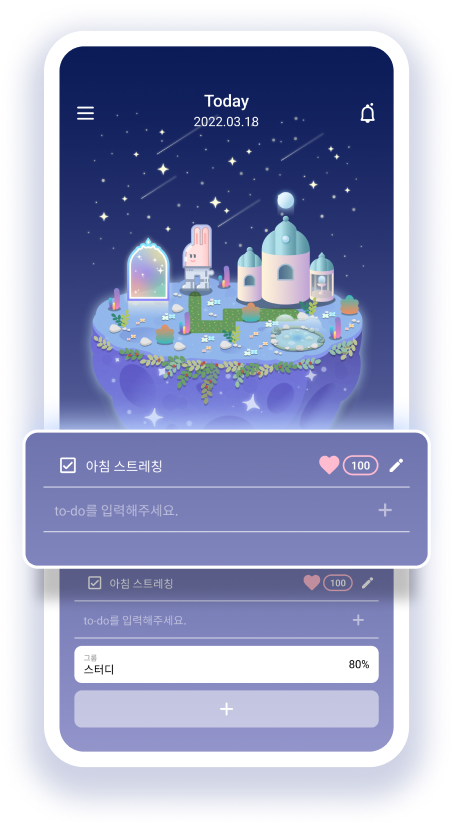 Today
2022.03.18
아침 스트레칭
100
to-do를 입력해주세요.
아침 스트레칭
100
to-do를 입력해주세요.
그룹
스터디
80%